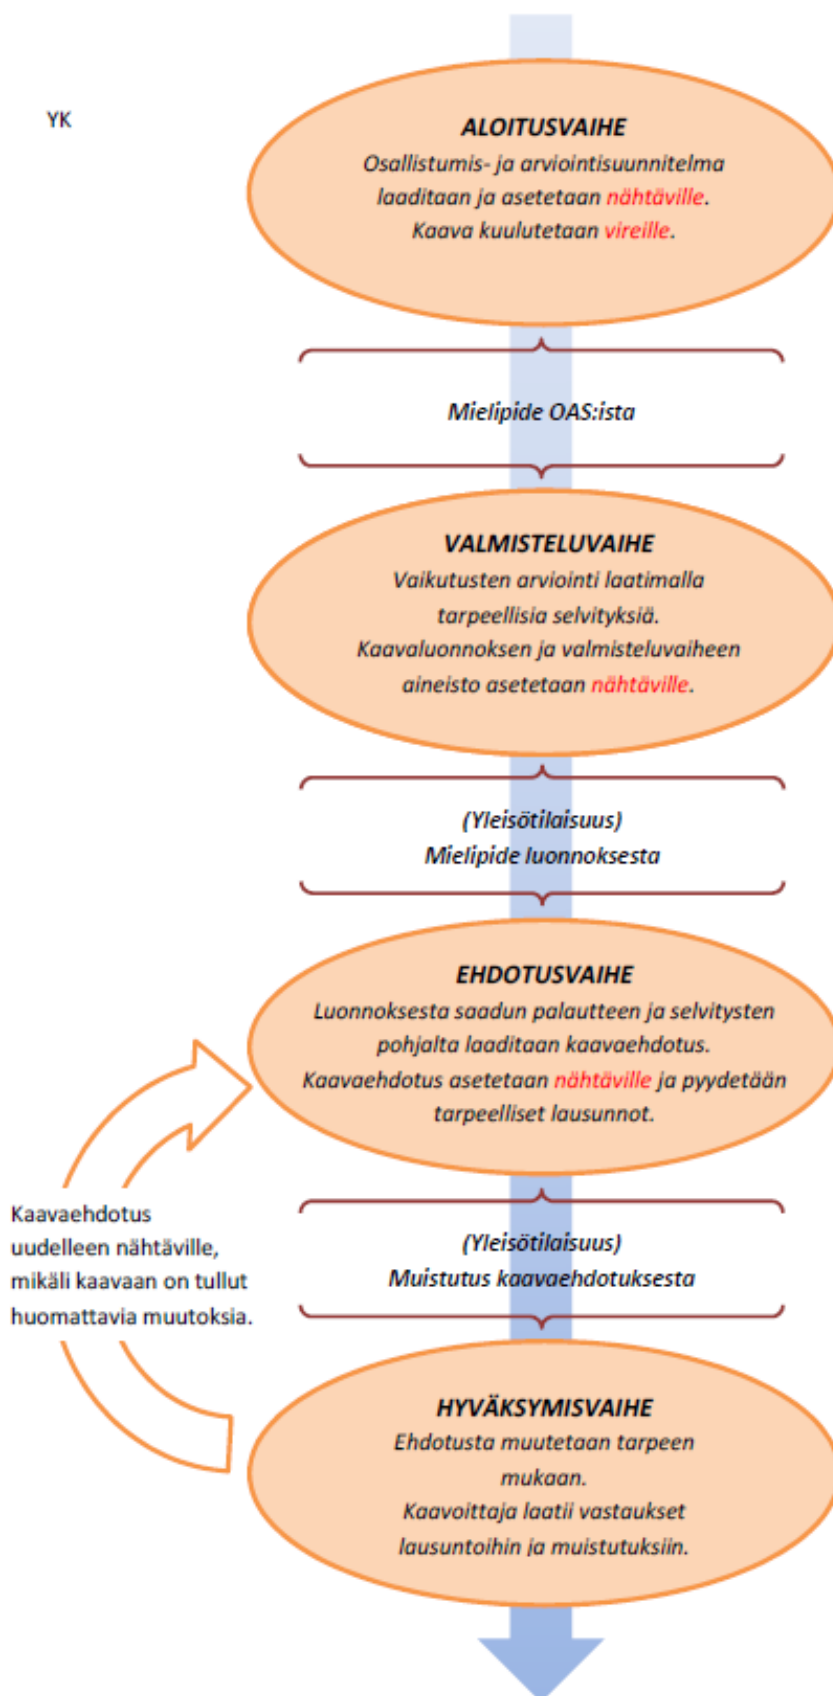 YK
ALOITUSVAIHE
Osallistumis- ja arviointisuunnitelma
laaditaan ja asetetaan nähtäville.
Kaava kuulutetaan vireille.
Mielipide OAS:ista
VALMISTELUVAIHE
Vaikutusten arviointi laatimalla
tarpeellisia selvityksiä.
Kaavaluonnoksen ja valmisteluvaiheen
aineisto asetetaan nähtäville.
(Yleisötilaisuus)
Mielipide luonnoksesta
EHDOTUSVAIHE
Luonnoksesta saadun palautteen ja selvitysten
pohjalta laaditaan kaavaehdotus.
Kaavaehdotus asetetaan nähtäville ja pyydetään
tarpeelliset lausunnot.
Kaavaehdotus
uudelleen nähtäville,
mikäli kaavaan on tullut
huomattavia muutoksia.
(Yleisötilaisuus)
Muistutus kaavaehdotuksesta
HYVÄKSYMISVAIHE
Ehdotusta muutetaan tarpeen
mukaan.
Kaavoittaja laatii vastaukset
lausuntoihin ja muistutuksiin.